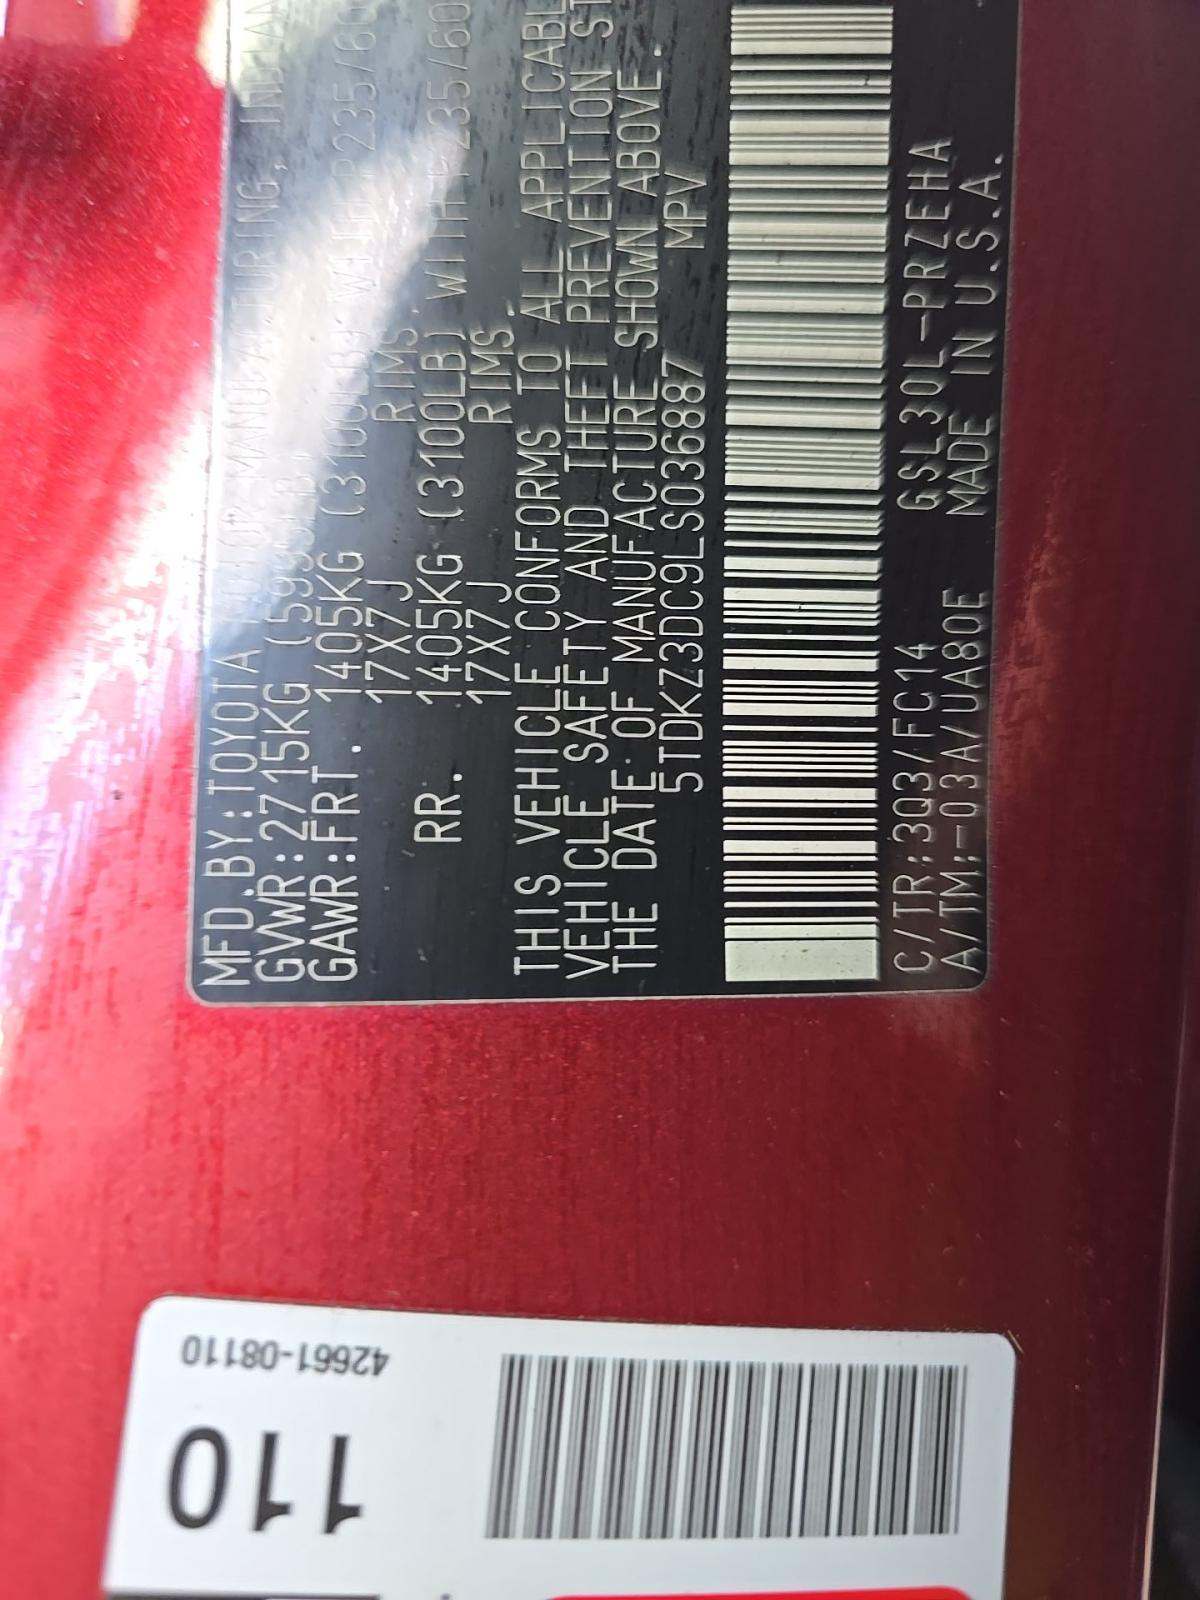 MFD.BY:TOYOTA MOTOR MANUFACTURING,
GVWR:2715KG
GAWR:FRT. 1405KG (3100LB) WITH P235/60
17X7J RIMS.
RR. 1405KG (3100LB) WITH P235/60
17X7J RIMS.
THIS VEHICLE CONFORMS TO ALL
VEHICLE SAFETY AND THEFT PREVENTION
THE DATE OF MANUFACTURE SHOWN ABOVE.
5TDKZ3DC9LS036887 MPV
C/TR:3Q3/FC14 GSL30L-PRZEHA
A/TM:-03A/UA80E MADE IN U.S.A.
42661-08110
110